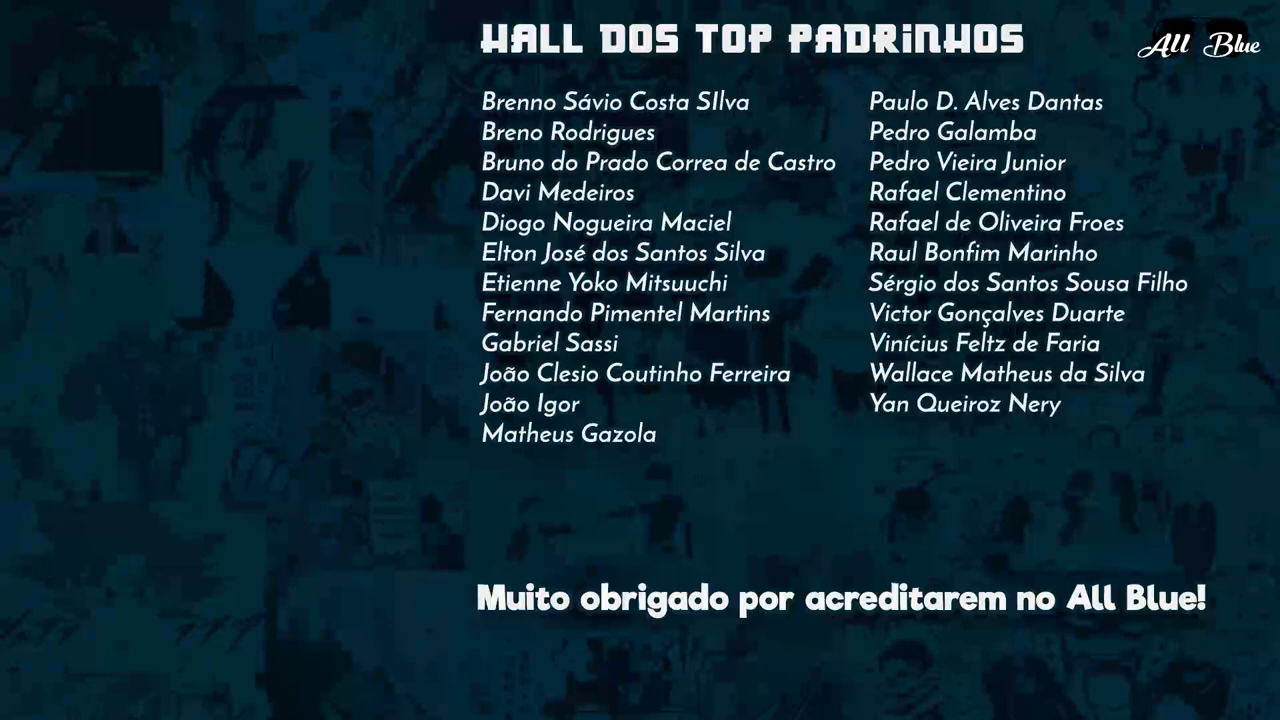 HALL DOS TOP PADRINHOS
All Blue
Brenno Sávio Costa SIlva
Breno Rodrigues
Bruno do Prado Correa de Castro
Davi Medeiros
Diogo Nogueira Maciel
Elton José dos Santos Silva
Etienne Yoko Mitsuuchi
Fernando Pimentel Martins
Gabriel Sassi
João Clesio Coutinho Ferreira
João Igor
Matheus Gazola
Paulo D. Alves Dantas
Pedro Galamba
Pedro Vieira Junior
Rafael Clementino
Rafael de Oliveira Froes
Raul Bonfim Marinho
Sérgio dos Santos Sousa Filho
Victor Gonçalves Duarte
Vinícius Feltz de Faria
Wallace Matheus da Silva
Yan Queiroz Nery
Muito obrigado por acreditarem no All Blue!